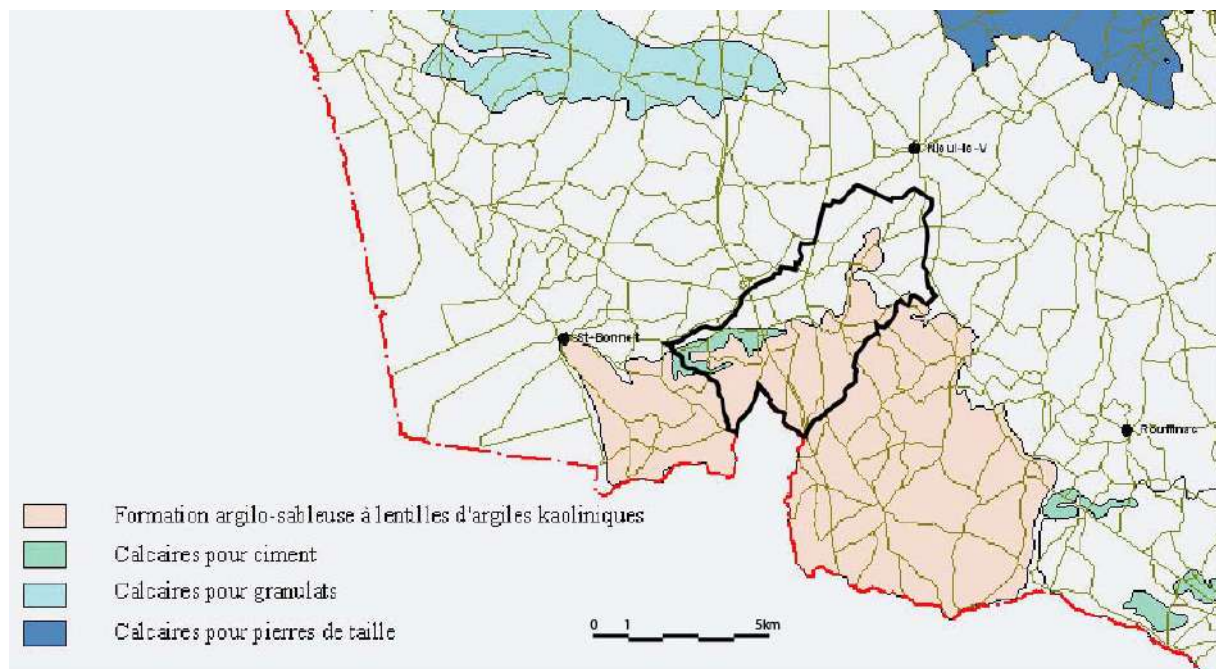 Nieul-le-V
St-Bonnet
Rouffinac
Formation argilo-sableuse à lentilles d'argiles kaoliniques
Calcaires pour ciment
Calcaires pour granulats
Calcaires pour pierres de taille
0 1 5km